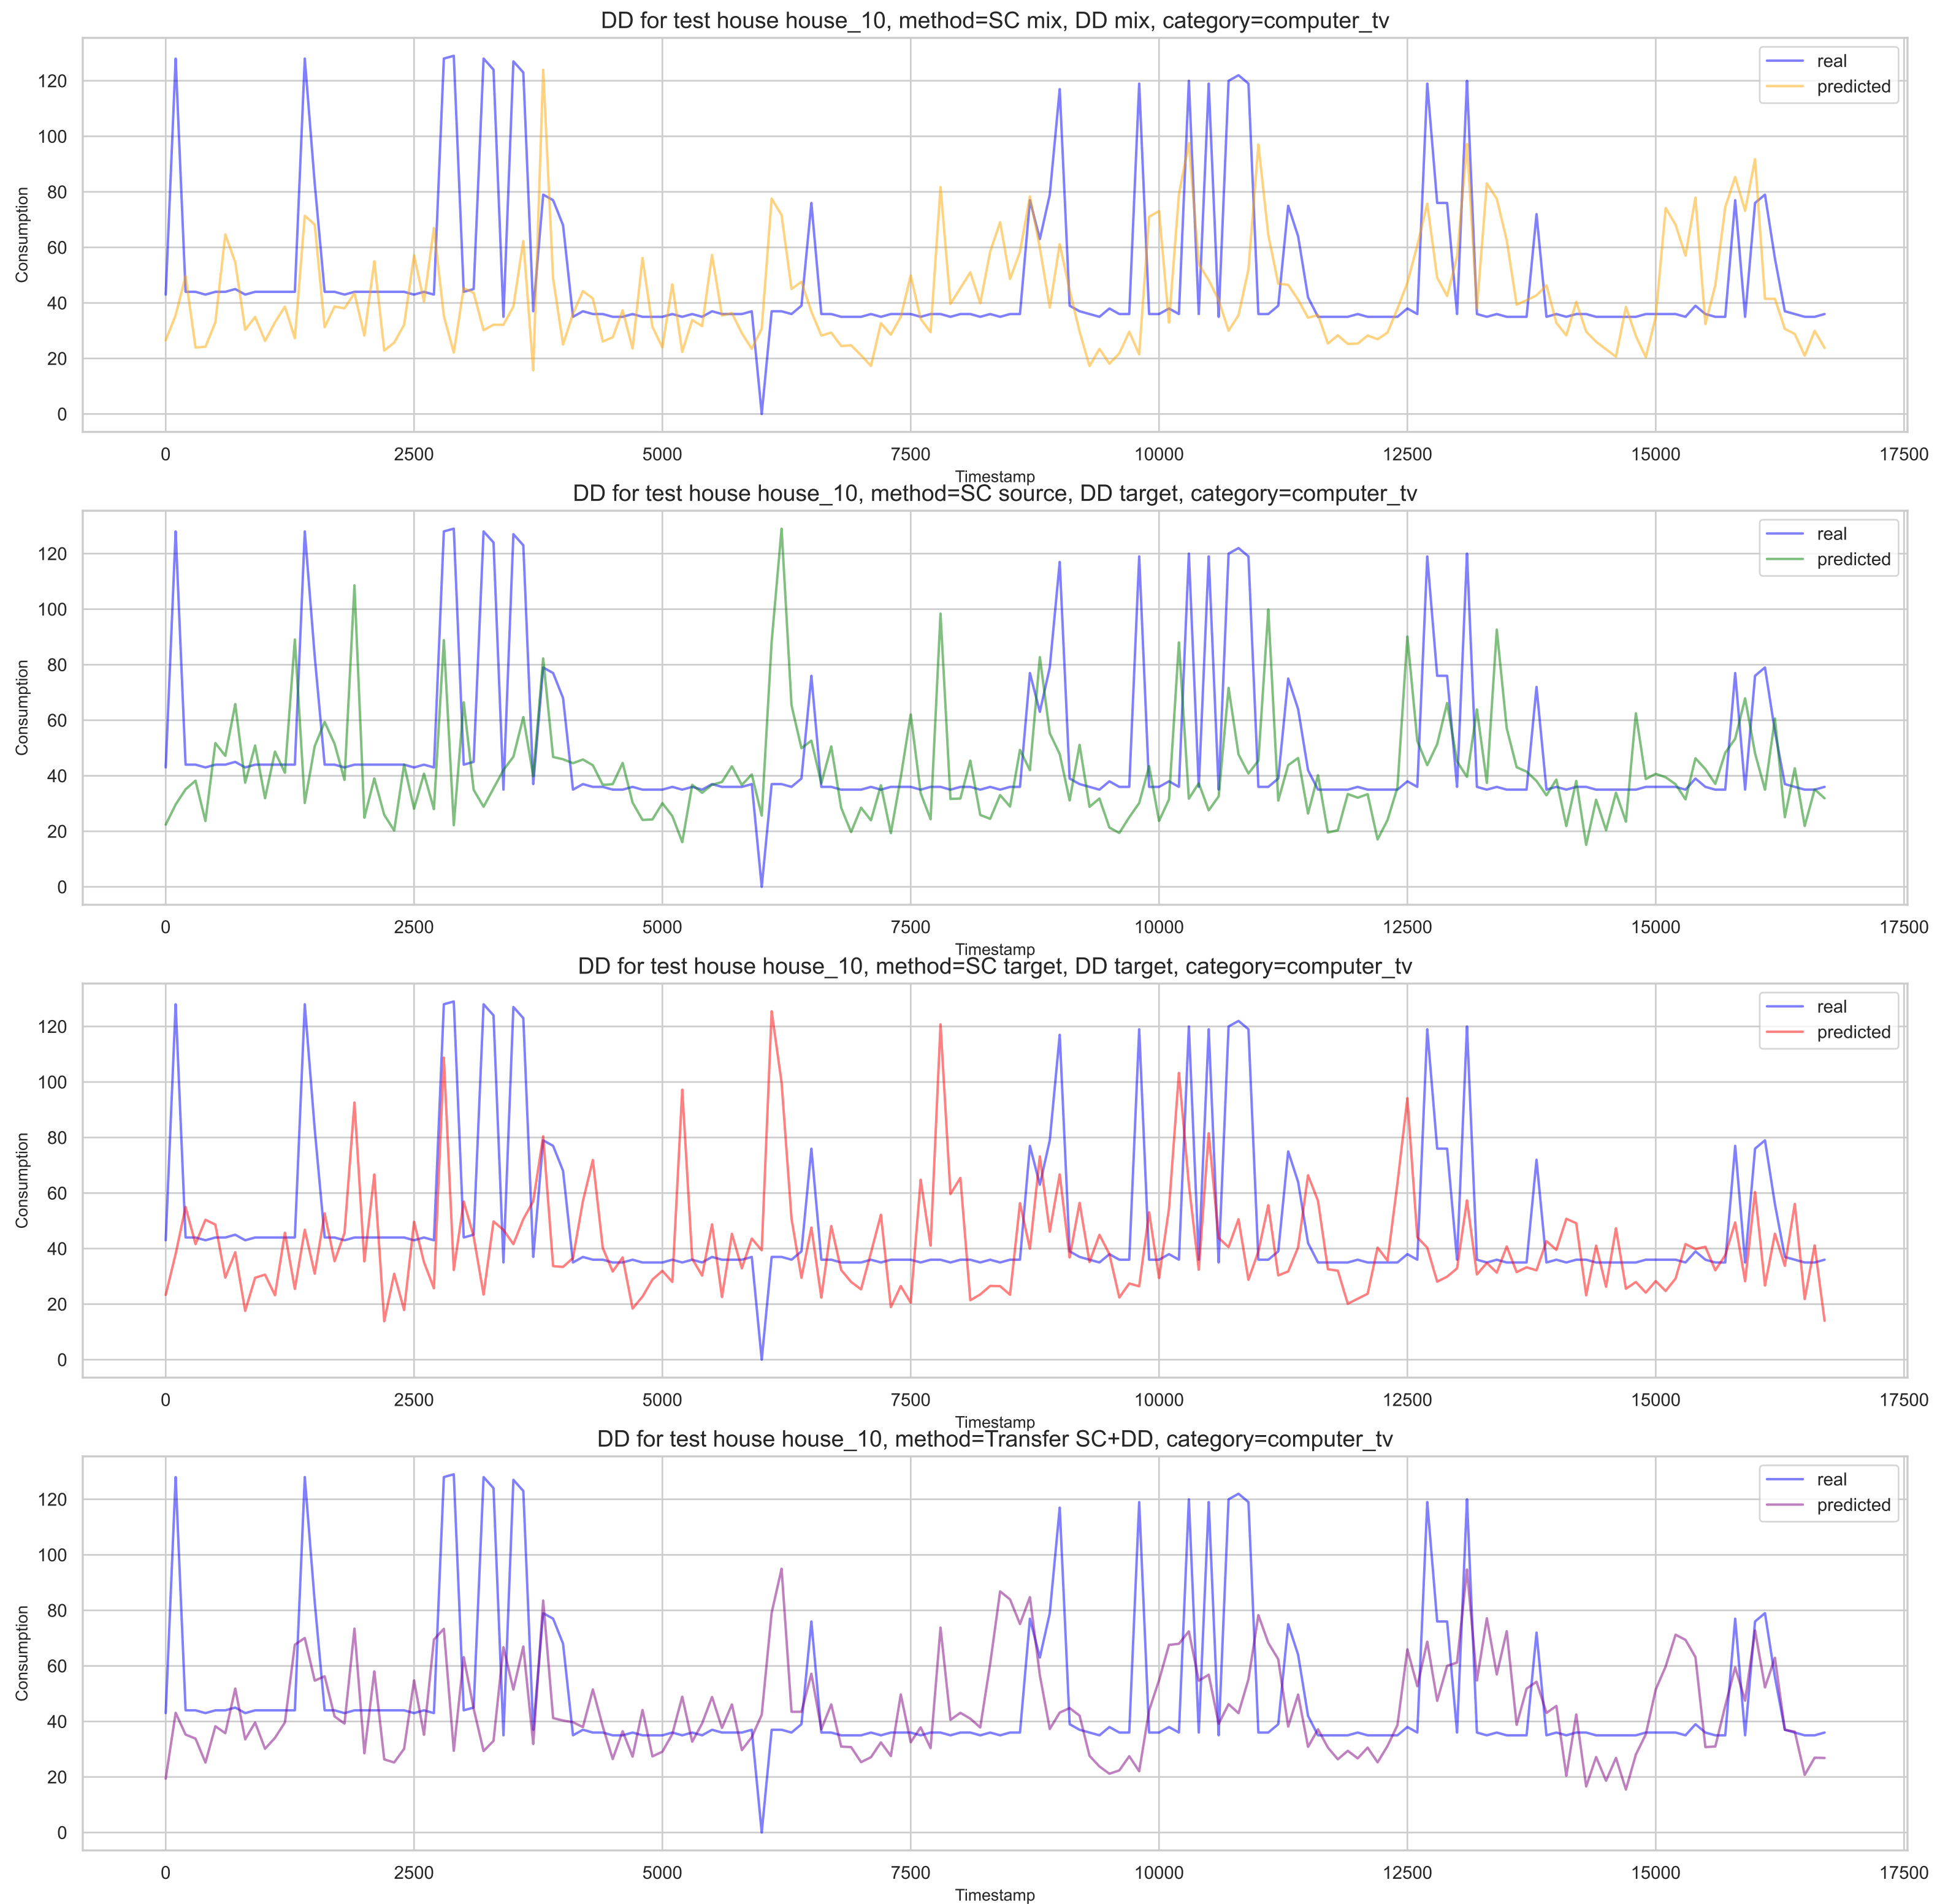 DD for test house house_10, method=SC mix, DD mix, category=computer_tv
real
predicted
120
100
80
60
40
20
0
Consumption
0 2500 5000 7500 10000 12500 15000 17500
Timestamp
DD for test house house_10, method=SC source, DD target, category=computer_tv
real
predicted
120
100
80
60
40
20
0
Consumption
0 2500 5000 7500 10000 12500 15000 17500
Timestamp
DD for test house house_10, method=SC target, DD target, category=computer_tv
real
predicted
120
100
80
60
40
20
0
Consumption
0 2500 5000 7500 10000 12500 15000 17500
Timestamp
DD for test house house_10, method=Transfer SC+DD, category=computer_tv
real
predicted
120
100
80
60
40
20
0
Consumption
0 2500 5000 7500 10000 12500 15000 17500
Timestamp